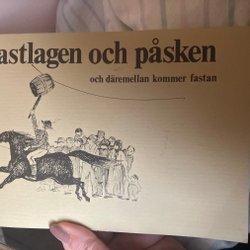 astlagen och påsken
och däremellan kommer fastan